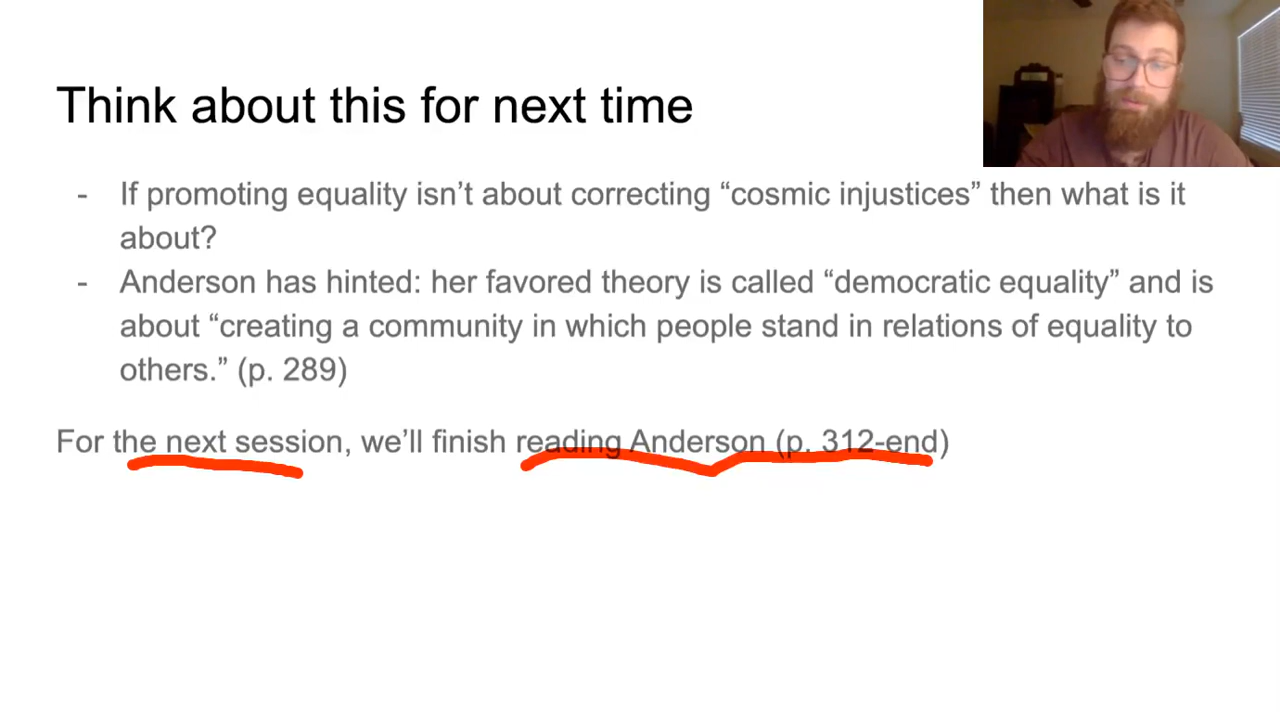 Think about this for next time
- If promoting equality isn’t about correcting “cosmic injustices” then what is it
about?
- Anderson has hinted: her favored theory is called “democratic equality” and is
about “creating a community in which people stand in relations of equality to
others.” (p. 289)
For the next session, we’ll finish reading Anderson (p. 312-end)